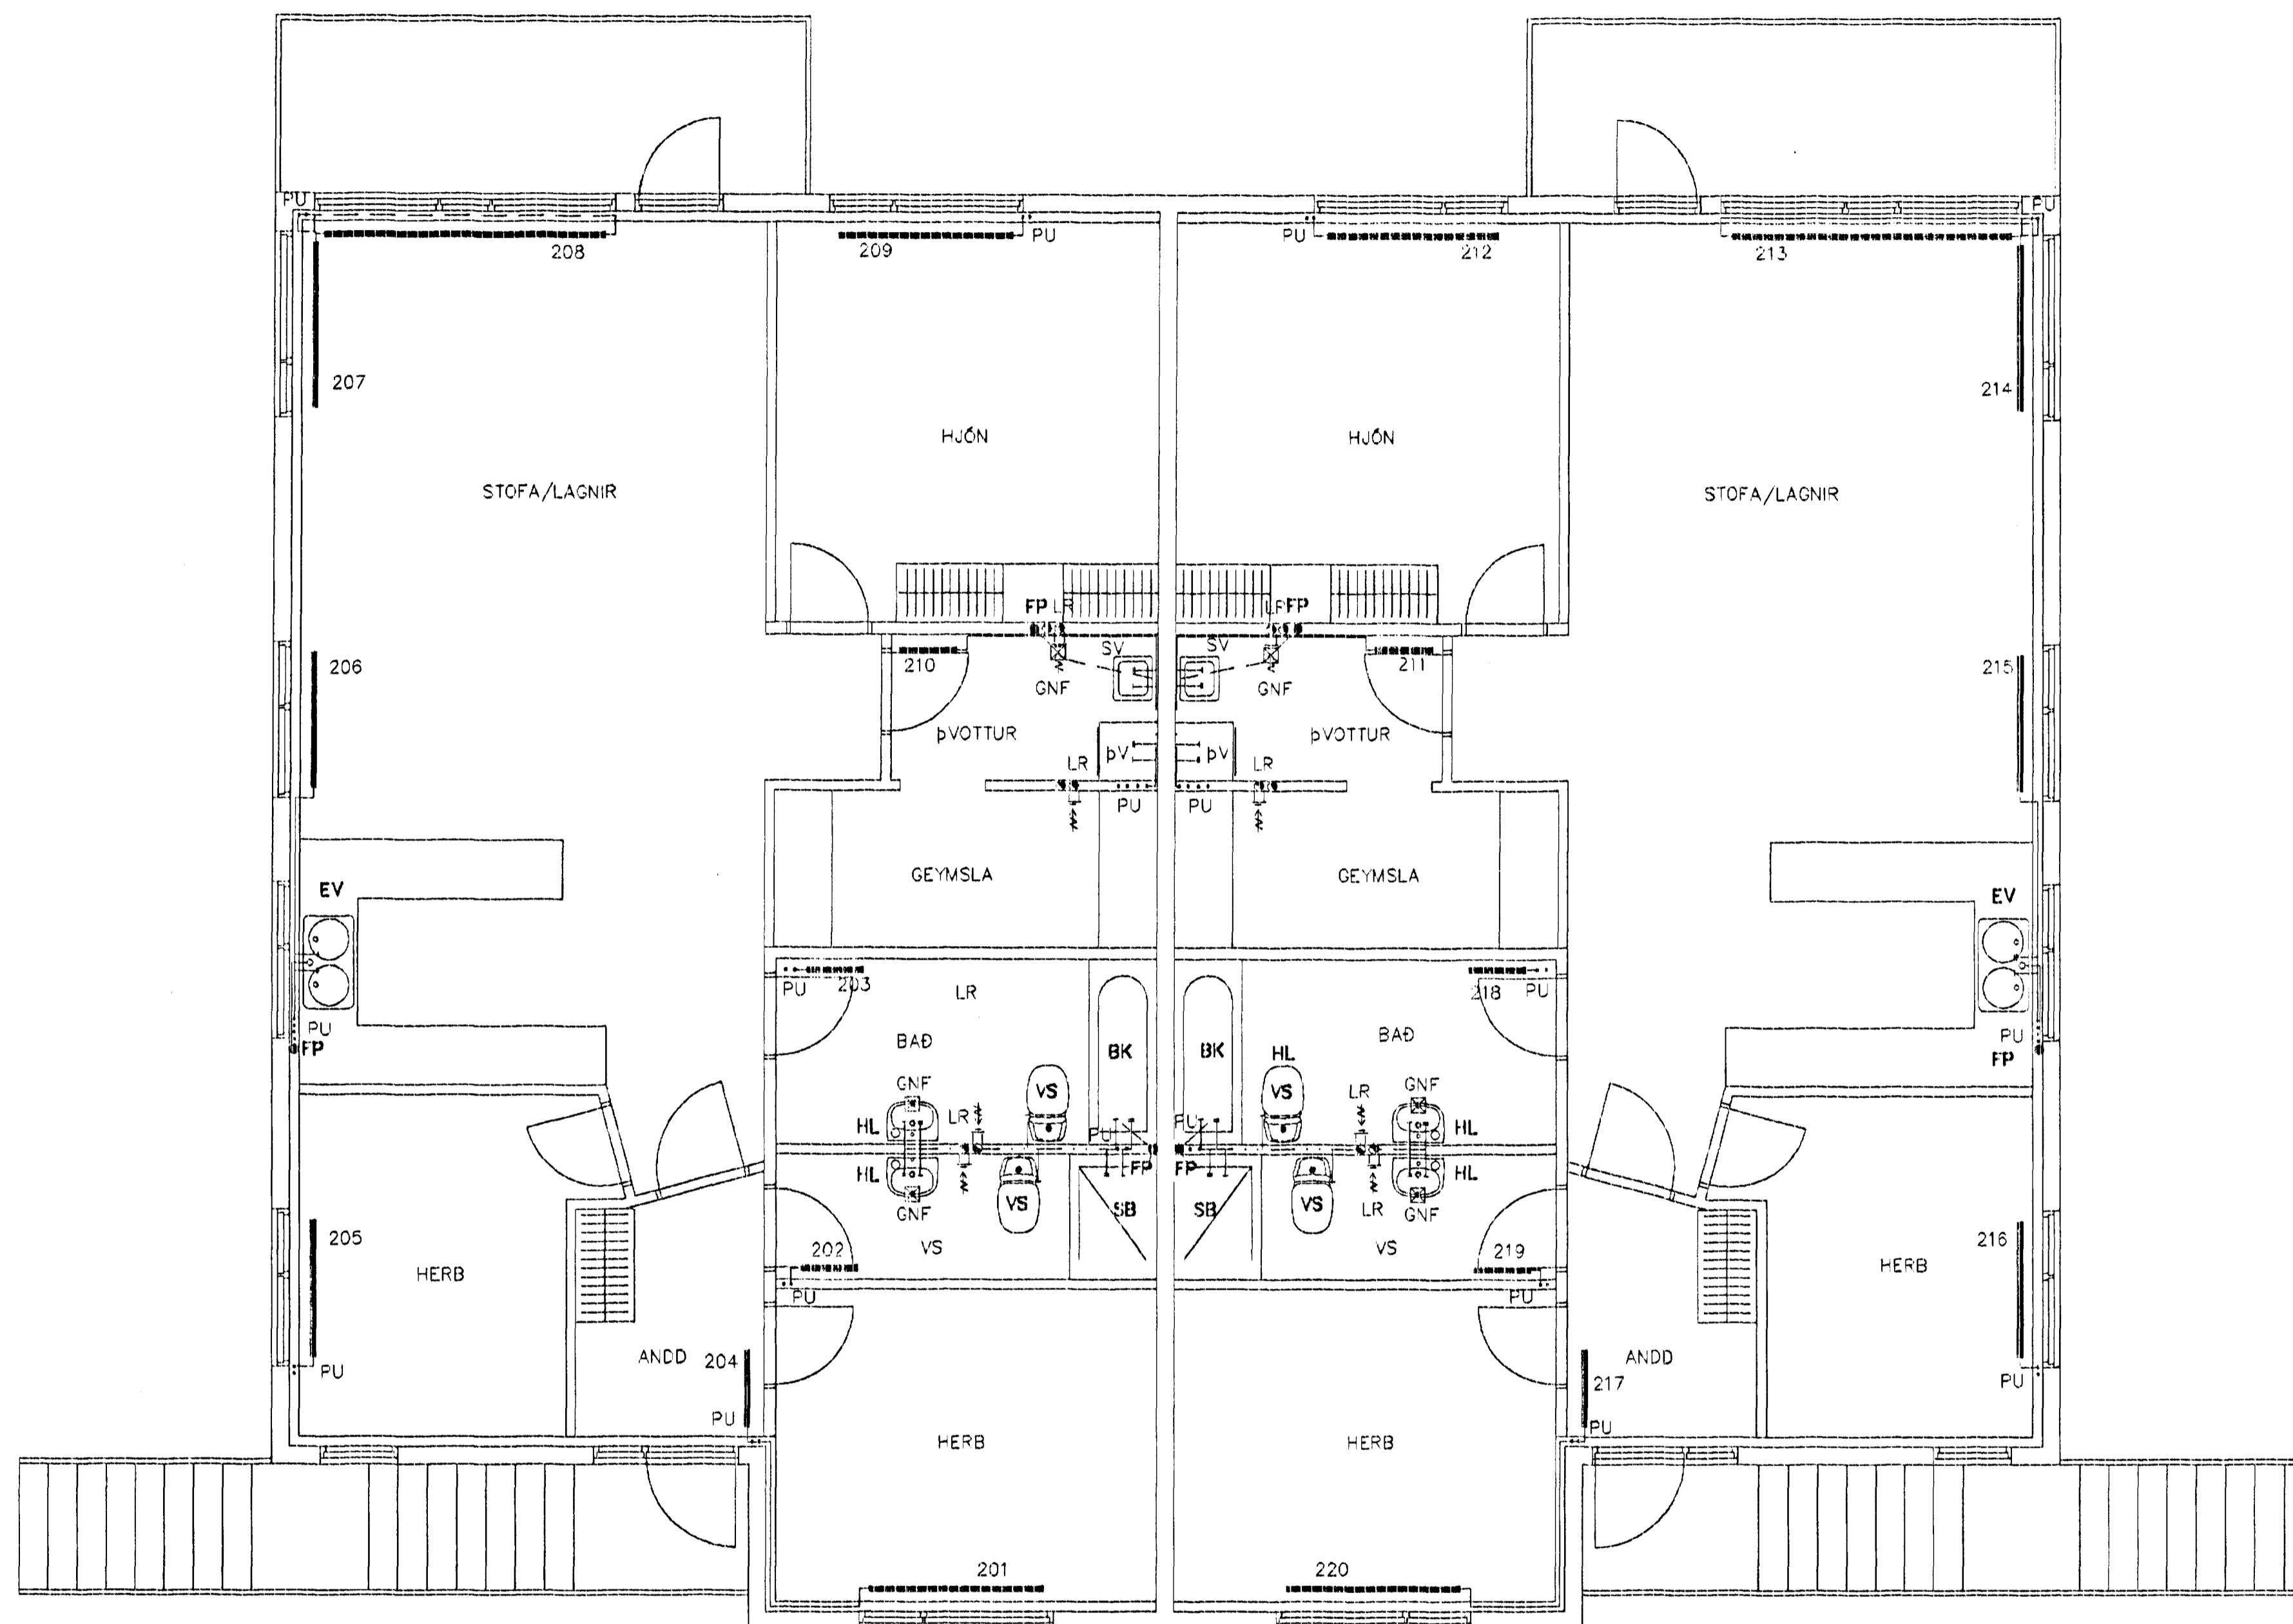 PU
PU
208
209
PU
PU
212
213
207
214
HJÓN
HJÓN
STOFA/LAGNIR
STOFA/LAGNIR
FP LR
LR FP
206
210
SV
SV
211
215
GNF
GNF
ÞVOTTUR
ÞVOTTUR
LR
ÞV
ÞV
LR
PU
PU
EV
GEYMSLA
GEYMSLA
EV
PU
203
LR
218
PU
PU
FP
BAÐ
BK
BK
HL
BAÐ
PU
FP
GNF
VS
VS
LR
GNF
HL
LR
PU
PU
HL
HL
FP
FP
HL
GNF
VS
SB
SB
VS
LR
GNF
205
202
VS
VS
219
216
HERB
HERB
PU
PU
ANDD
204
217
ANDD
PU
PU
PU
PU
HERB
HERB
201
220